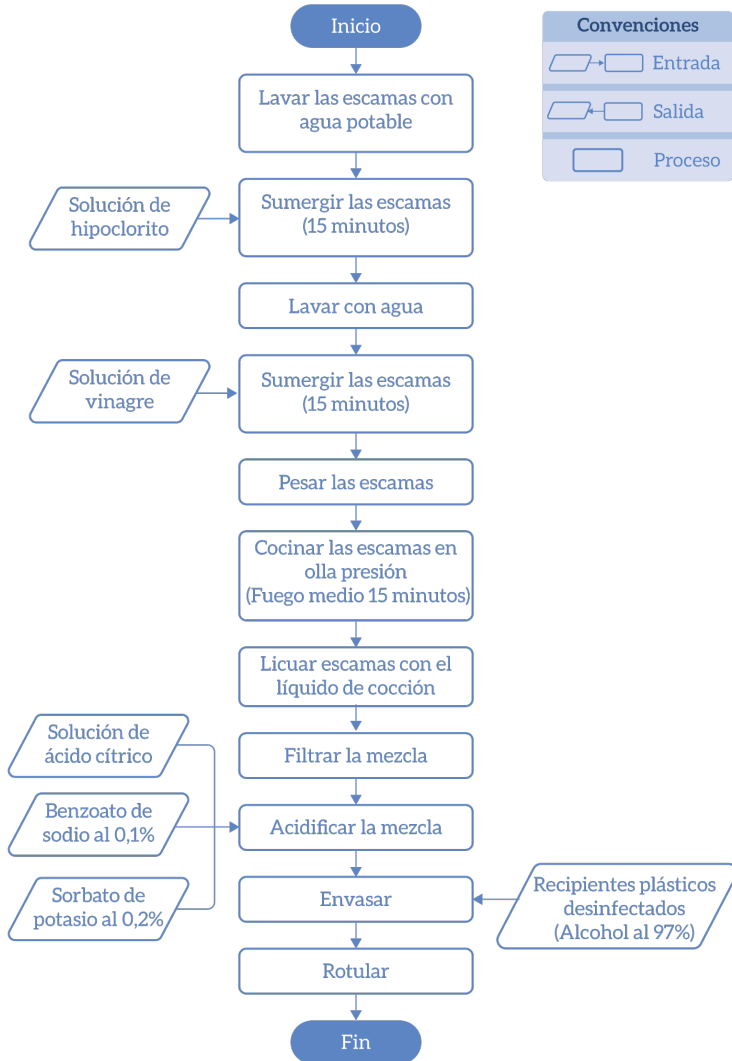 Inicio
Convenciones
Entrada
Salida
Proceso
Lavar las escamas con
agua potable
Solución de
hipoclorito
Sumergir las escamas
(15 minutos)
Lavar con agua
Solución de
vinagre
Sumergir las escamas
(15 minutos)
Pesar las escamas
Cocinar las escamas en
olla presión
(Fuego medio 15 minutos)
Licuar escamas con el
líquido de cocción
Filtrar la mezcla
Solución de
ácido cítrico
Benzoato de
sodio al 0,1%
Sorbato de
potasio al 0,2%
Acidificar la mezcla
Envasar
Recipientes plásticos
desinfectados
(Alcohol al 97%)
Rotular
Fin